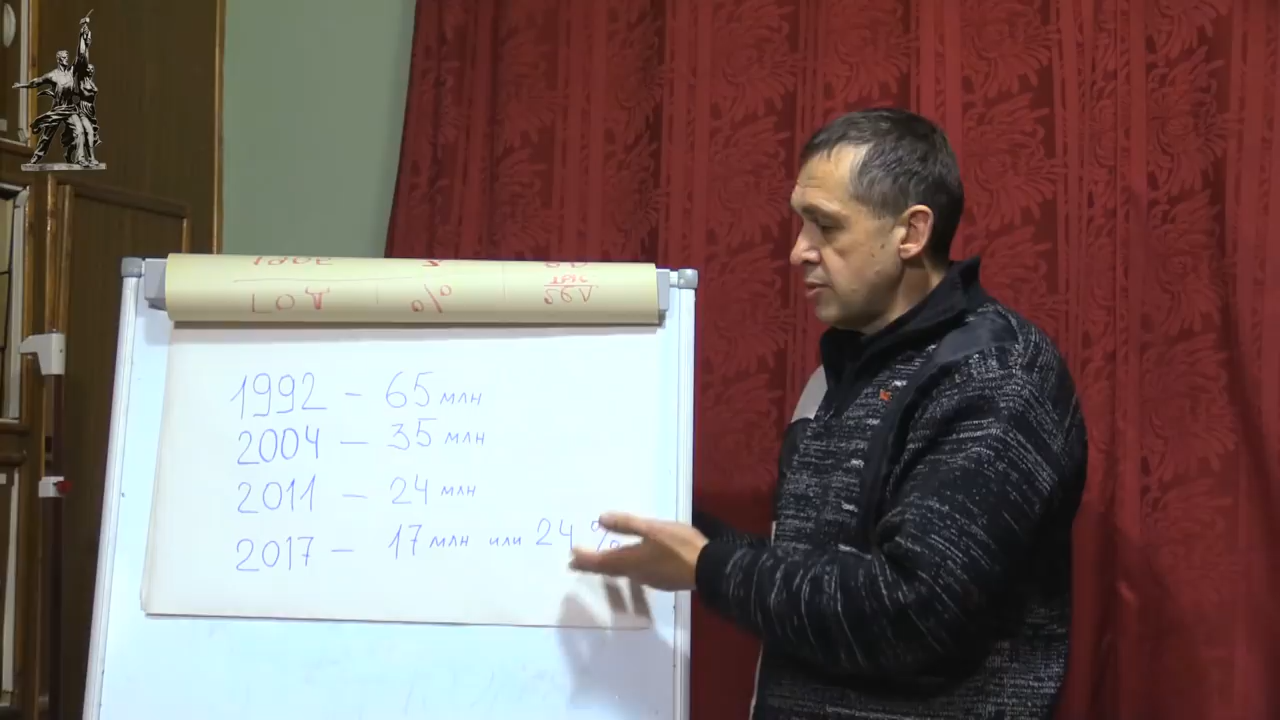 1992 – 65 млн
2004 – 35 млн
2011 – 24 млн
2017 – 17 млн или 24 %